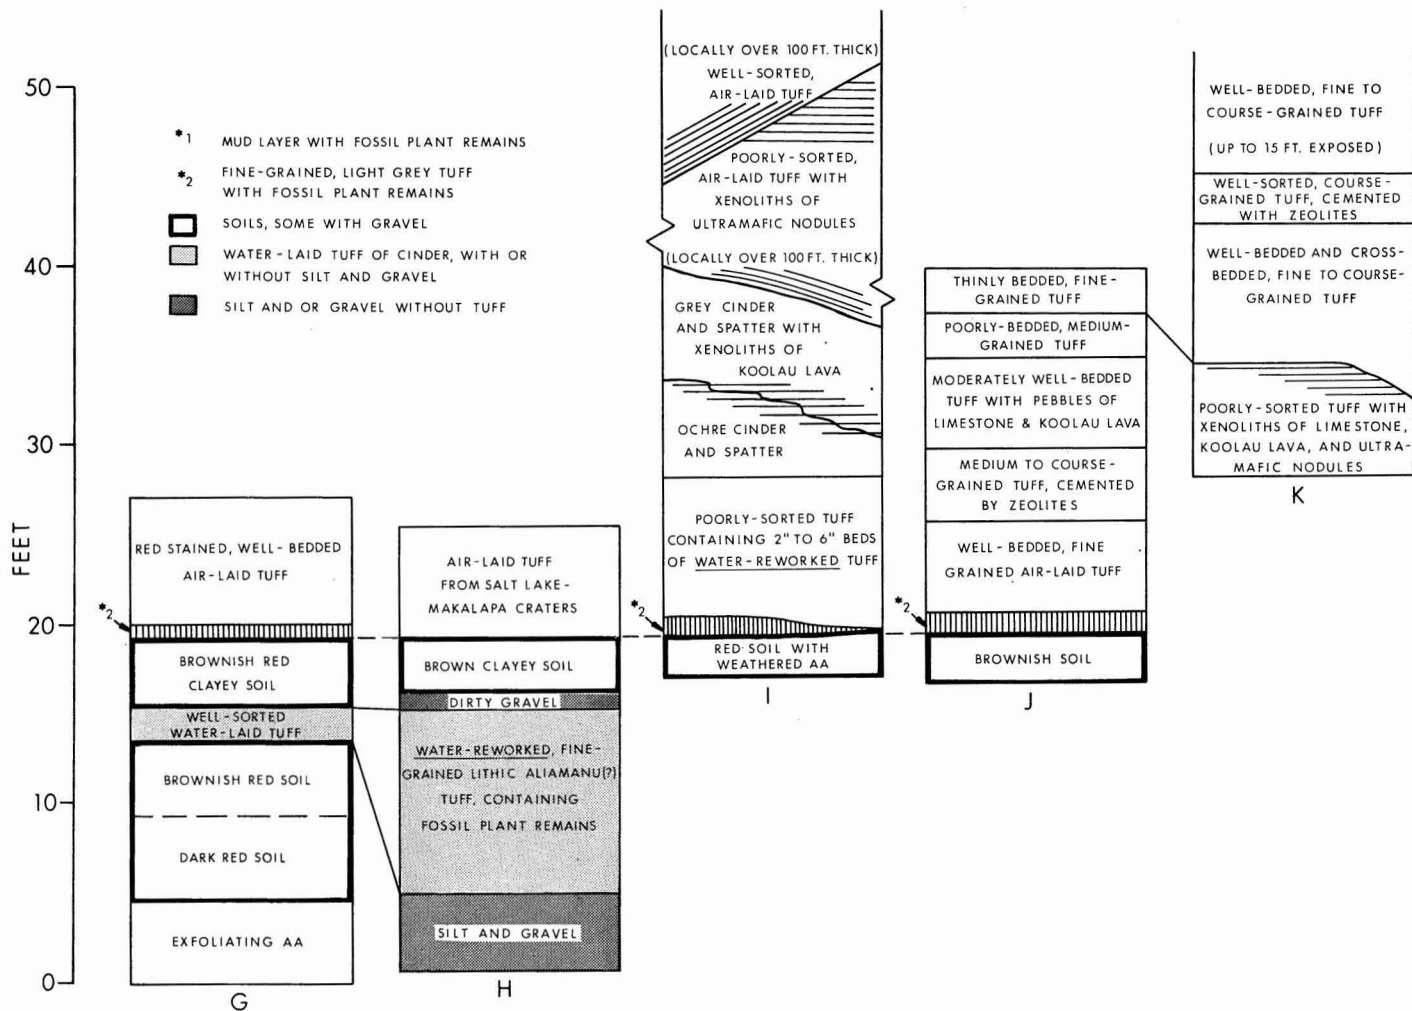 50
40
30
20
10
0
FEET
*1 MUD LAYER WITH FOSSIL PLANT REMAINS
*2 FINE-GRAINED, LIGHT GREY TUFF
WITH FOSSIL PLANT REMAINS
SOILS, SOME WITH GRAVEL
WATER-LAID TUFF OF CINDER, WITH OR
WITHOUT SILT AND GRAVEL
SILT AND OR GRAVEL WITHOUT TUFF
RED STAINED, WELL-BEDDED
AIR-LAID TUFF
*2
BROWNISH RED
CLAYEY SOIL
WELL-SORTED
WATER-LAID TUFF
BROWNISH RED SOIL
DARK RED SOIL
EXFOLIATING AA
G
AIR-LAID TUFF
FROM SALT LAKE-
MAKALAPA CRATERS
BROWN CLAYEY SOIL
DIRTY GRAVEL
WATER-REWORKED, FINE-
GRAINED LITHIC ALIAMANU(?)
TUFF, CONTAINING
FOSSIL PLANT REMAINS
SILT AND GRAVEL
H
(LOCALLY OVER 100 FT. THICK)
WELL-SORTED,
AIR-LAID TUFF
POORLY-SORTED,
AIR-LAID TUFF WITH
XENOLITHS OF
ULTRAMAFIC NODULES
(LOCALLY OVER 100 FT. THICK)
GREY CINDER
AND SPATTER WITH
XENOLITHS OF
KOOLAU LAVA
OCHRE CINDER
AND SPATTER
POORLY-SORTED TUFF
CONTAINING 2" TO 6" BEDS
OF WATER-REWORKED TUFF
*2
RED SOIL WITH
WEATHERED AA
I
THINLY BEDDED, FINE-
GRAINED TUFF
POORLY-BEDDED, MEDIUM-
GRAINED TUFF
MODERATELY WELL-BEDDED
TUFF WITH PEBBLES OF
LIMESTONE & KOOLAU LAVA
MEDIUM TO COURSE-
GRAINED TUFF, CEMENTED
BY ZEOLITES
WELL-BEDDED, FINE
GRAINED AIR-LAID TUFF
*2
BROWNISH SOIL
J
WELL-BEDDED, FINE TO
COURSE-GRAINED TUFF
(UP TO 15 FT. EXPOSED)
WELL-SORTED, COURSE-
GRAINED TUFF, CEMENTED
WITH ZEOLITES
WELL-BEDDED AND CROSS-
BEDDED, FINE TO COURSE-
GRAINED TUFF
POORLY-SORTED TUFF WITH
XENOLITHS OF LIMESTONE,
KOOLAU LAVA, AND ULTRA-
MAFIC NODULES
K